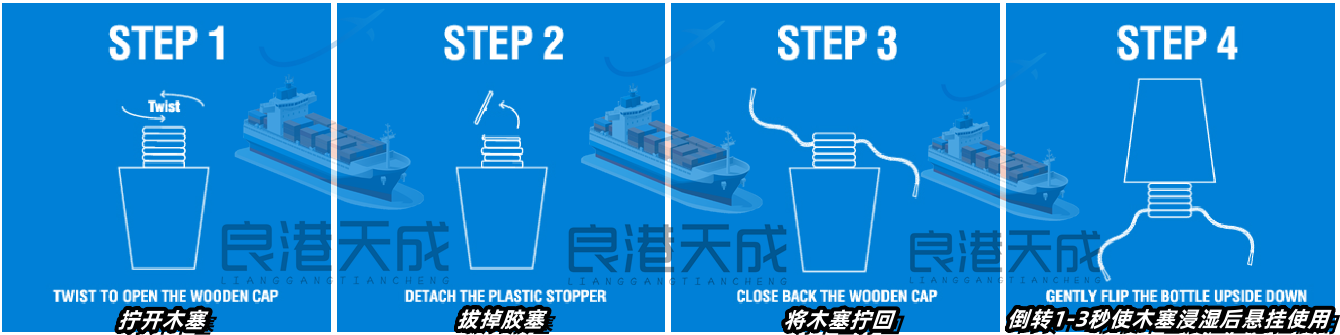 STEP 1
Twist
TWIST TO OPEN THE WOODEN CAP
拧开木塞
STEP 2
DETACH THE PLASTIC STOPPER
拔掉胶塞
STEP 3
CLOSE BACK THE WOODEN CAP
将木塞拧回
STEP 4
GENTLY FLIP THE BOTTLE UPSIDE DOWN
倒转1-3秒使木塞浸湿后悬挂使用
良港天成
LIANGGANGTIANCHENG
良港天成
LIANGGANGTIANCHENG
良港天成
LIANGGANGTIANCHENG